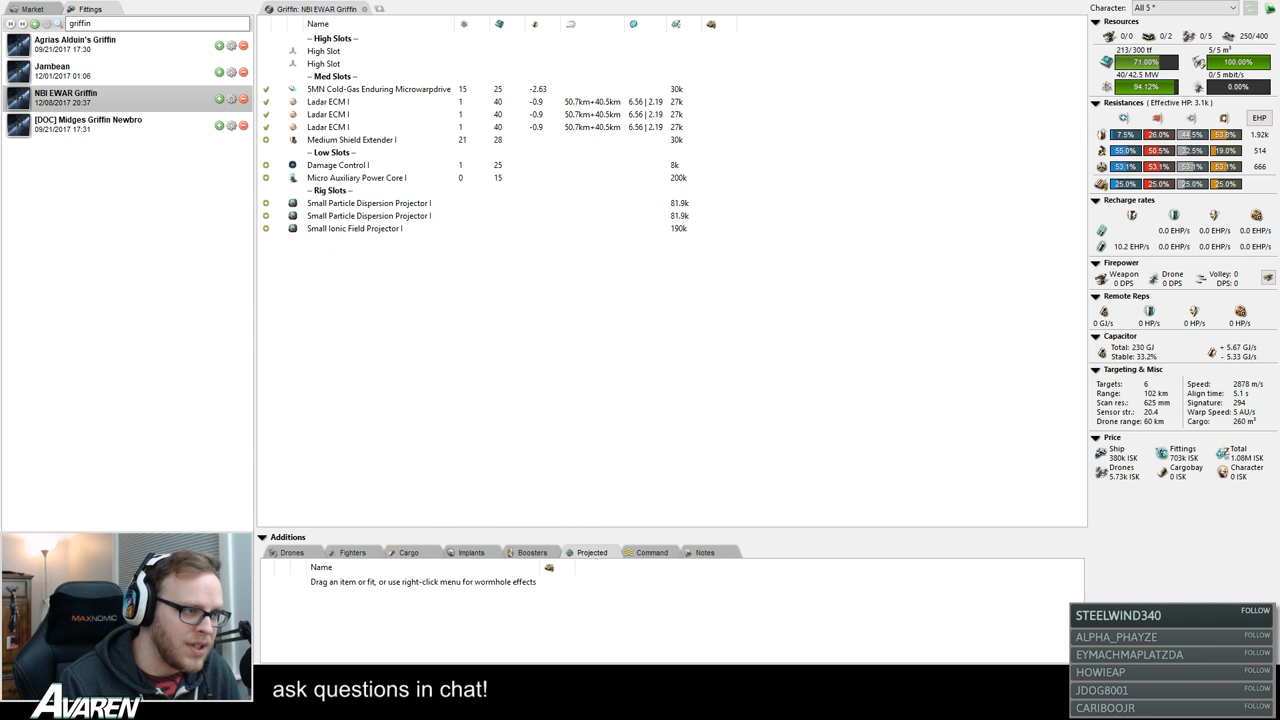 Market
Fittings
Griffin: NBI EWAR Griffin
Character:
All 5 *
griffin
Agrias Alduin's Griffin
09/21/2017 17:30
Jambean
12/01/2017 01:06
NBI EWAR Griffin
12/08/2017 20:37
[DOC] Midges Griffin Newbro
09/21/2017 17:31
Name
-- High Slots --
High Slot
High Slot
-- Med Slots --
5MN Cold-Gas Enduring Microwarpdrive 15 25 -2.63 30k
Ladar ECM I 1 40 -0.9 50.7km+40.5km 6.56 | 2.19 27k
Ladar ECM I 1 40 -0.9 50.7km+40.5km 6.56 | 2.19 27k
Ladar ECM I 1 40 -0.9 50.7km+40.5km 6.56 | 2.19 27k
Medium Shield Extender I 21 28 30k
-- Low Slots --
Damage Control I 1 25 8k
Micro Auxiliary Power Core I 0 15 200k
-- Rig Slots --
Small Particle Dispersion Projector I 81.9k
Small Particle Dispersion Projector I 81.9k
Small Ionic Field Projector I 190k
Resources
0/0 0/2 0/5 250/400
213/300 tf 5/5 m³
71.00% 100.00%
40/42.5 MW 0/5 mbit/s
94.12% 0.00%
Resistances ( Effective HP: 3.1k )
EHP
7.5% 26.0% 44.5% 53.8% 1.92k
55.0% 50.5% 32.5% 19.0% 514
53.1% 53.1% 53.1% 53.1% 666
25.0% 25.0% 25.0% 25.0%
Recharge rates
0.0 EHP/s 0.0 EHP/s 0.0 EHP/s
10.2 EHP/s 0.0 EHP/s 0.0 EHP/s 0.0 EHP/s
Firepower
Weapon Drone Volley: 0
0 DPS 0 DPS DPS: 0
Remote Reps
0 GJ/s 0 HP/s 0 HP/s 0 HP/s
Capacitor
Total: 230 GJ + 5.67 GJ/s
Stable: 33.2% - 5.33 GJ/s
Targeting & Misc
Targets: 6 Speed: 2878 m/s
Range: 102 km Align time: 5.1 s
Scan res.: 625 mm Signature: 294
Sensor str.: 20.4 Warp Speed: 5 AU/s
Drone range: 60 km Cargo: 260 m³
Price
Ship Fittings Total
380k ISK 703k ISK 1.08M ISK
Drones Cargobay Character
5.73k ISK 0 ISK 0 ISK
Additions
Drones Fighters Cargo Implants Boosters Projected Command Notes
Name
Drag an item or fit, or use right-click menu for wormhole effects
MAXNOMIC
AVAREN
ask questions in chat!
STEELWIND340 FOLLOW
ALPHA_PHAYZE FOLLOW
EYMACHMAPLATZDA FOLLOW
HOWIEAP FOLLOW
JDOG8001 FOLLOW
CARIBOOJR FOLLOW